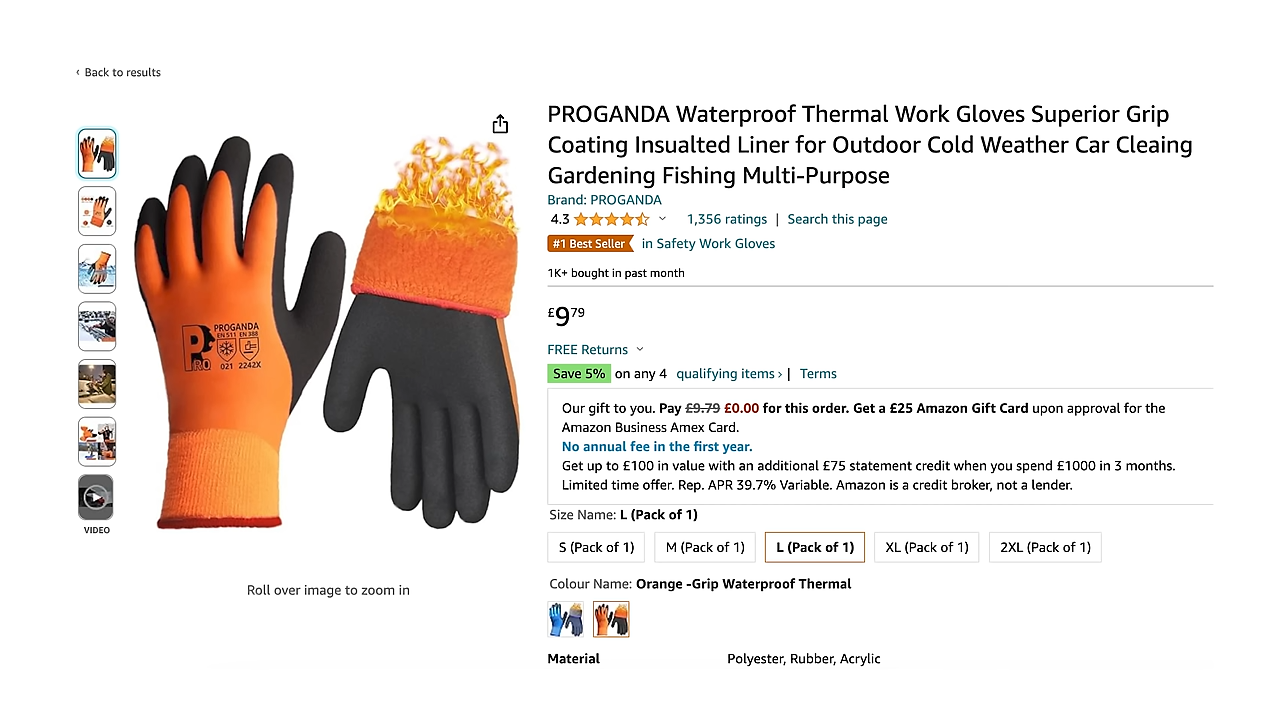 ‹ Back to results
PROGANDA Waterproof Thermal Work Gloves Superior Grip
Coating Insualted Liner for Outdoor Cold Weather Car Cleaing
Gardening Fishing Multi-Purpose
Brand: PROGANDA
4.3 1,356 ratings | Search this page
#1 Best Seller in Safety Work Gloves
1K+ bought in past month
£9.79
FREE Returns
Save 5% on any 4 qualifying items › | Terms
Our gift to you. Pay £9.79 £0.00 for this order. Get a £25 Amazon Gift Card upon approval for the
Amazon Business Amex Card.
No annual fee in the first year.
Get up to £100 in value with an additional £75 statement credit when you spend £1000 in 3 months.
Limited time offer. Rep. APR 39.7% Variable. Amazon is a credit broker, not a lender.
Size Name: L (Pack of 1)
S (Pack of 1) M (Pack of 1) L (Pack of 1) XL (Pack of 1) 2XL (Pack of 1)
Colour Name: Orange -Grip Waterproof Thermal
Material Polyester, Rubber, Acrylic
PRO
PROGANDA
EN 511 EN 388
021 2242X
VIDEO
Roll over image to zoom in